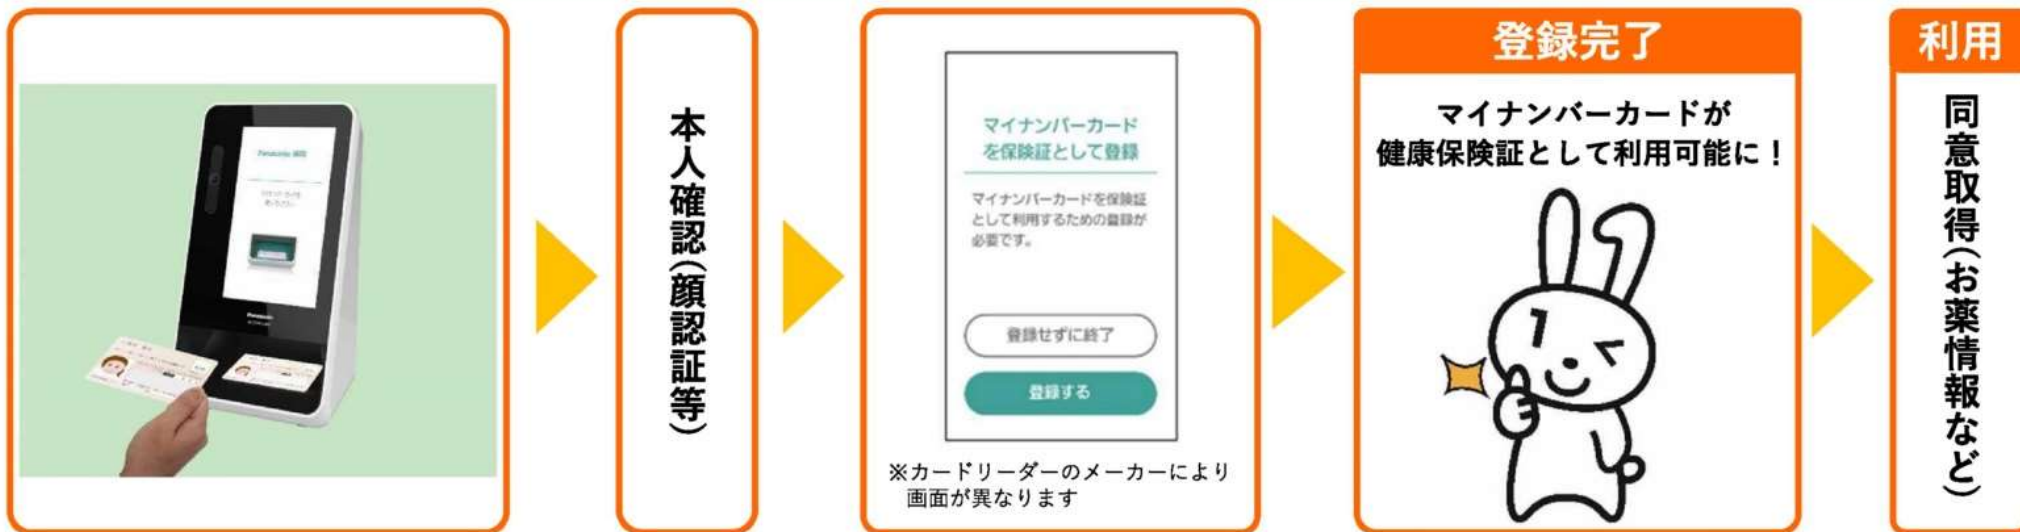 本人確認(顔認証等)
マイナンバーカード
を保険証として登録
マイナンバーカードを保険証
として利用するための登録が
必要です。
登録せずに終了
登録する
※カードリーダーのメーカーにより
画面が異なります
登録完了
マイナンバーカードが
健康保険証として利用可能に！
利用
同意取得(お薬情報など)